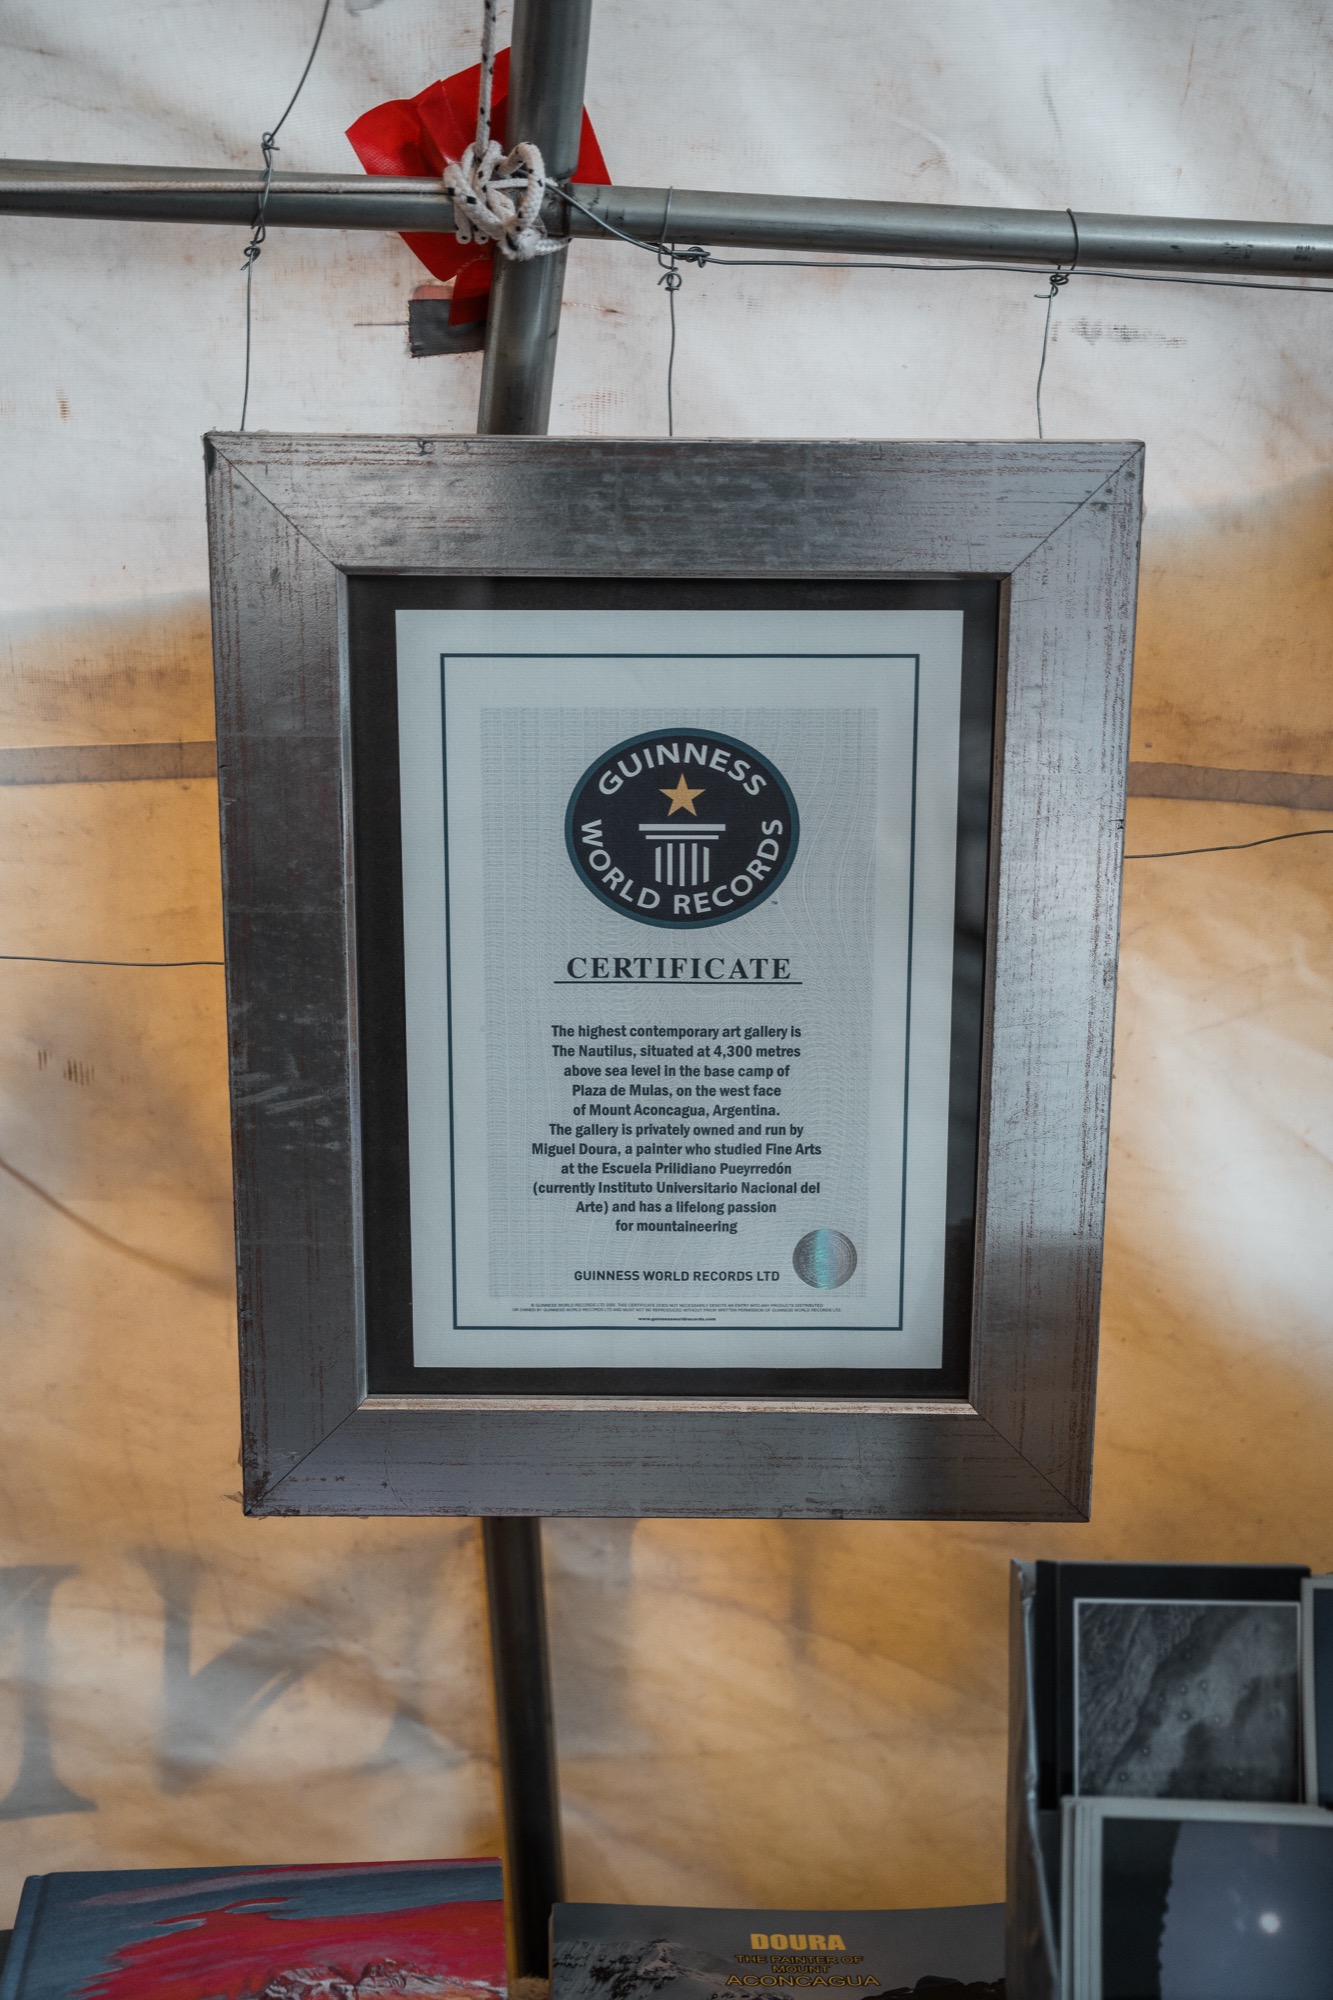 GUINNESS
WORLD RECORDS
CERTIFICATE
The highest contemporary art gallery is
The Nautilus, situated at 4,300 metres
above sea level in the base camp of
Plaza de Mulas, on the west face
of Mount Aconcagua, Argentina.
The gallery is privately owned and run by
Miguel Doura, a painter who studied Fine Arts
at the Escuela Prilidiano Pueyrredón
(currently Instituto Universitario Nacional del
Arte) and has a lifelong passion
for mountaineering
GUINNESS WORLD RECORDS LTD
www.guinnessworldrecords.com
DOURA
THE PAINTER OF
MOUNT
ACONCAGUA